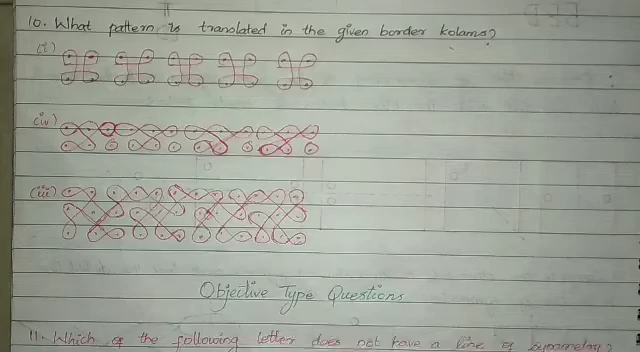 10. What pattern is translated in the given border kolams?
(i)
(iv)
(iii)
Objective Type Questions
11. Which of the following letter does not have a line of symmetry?